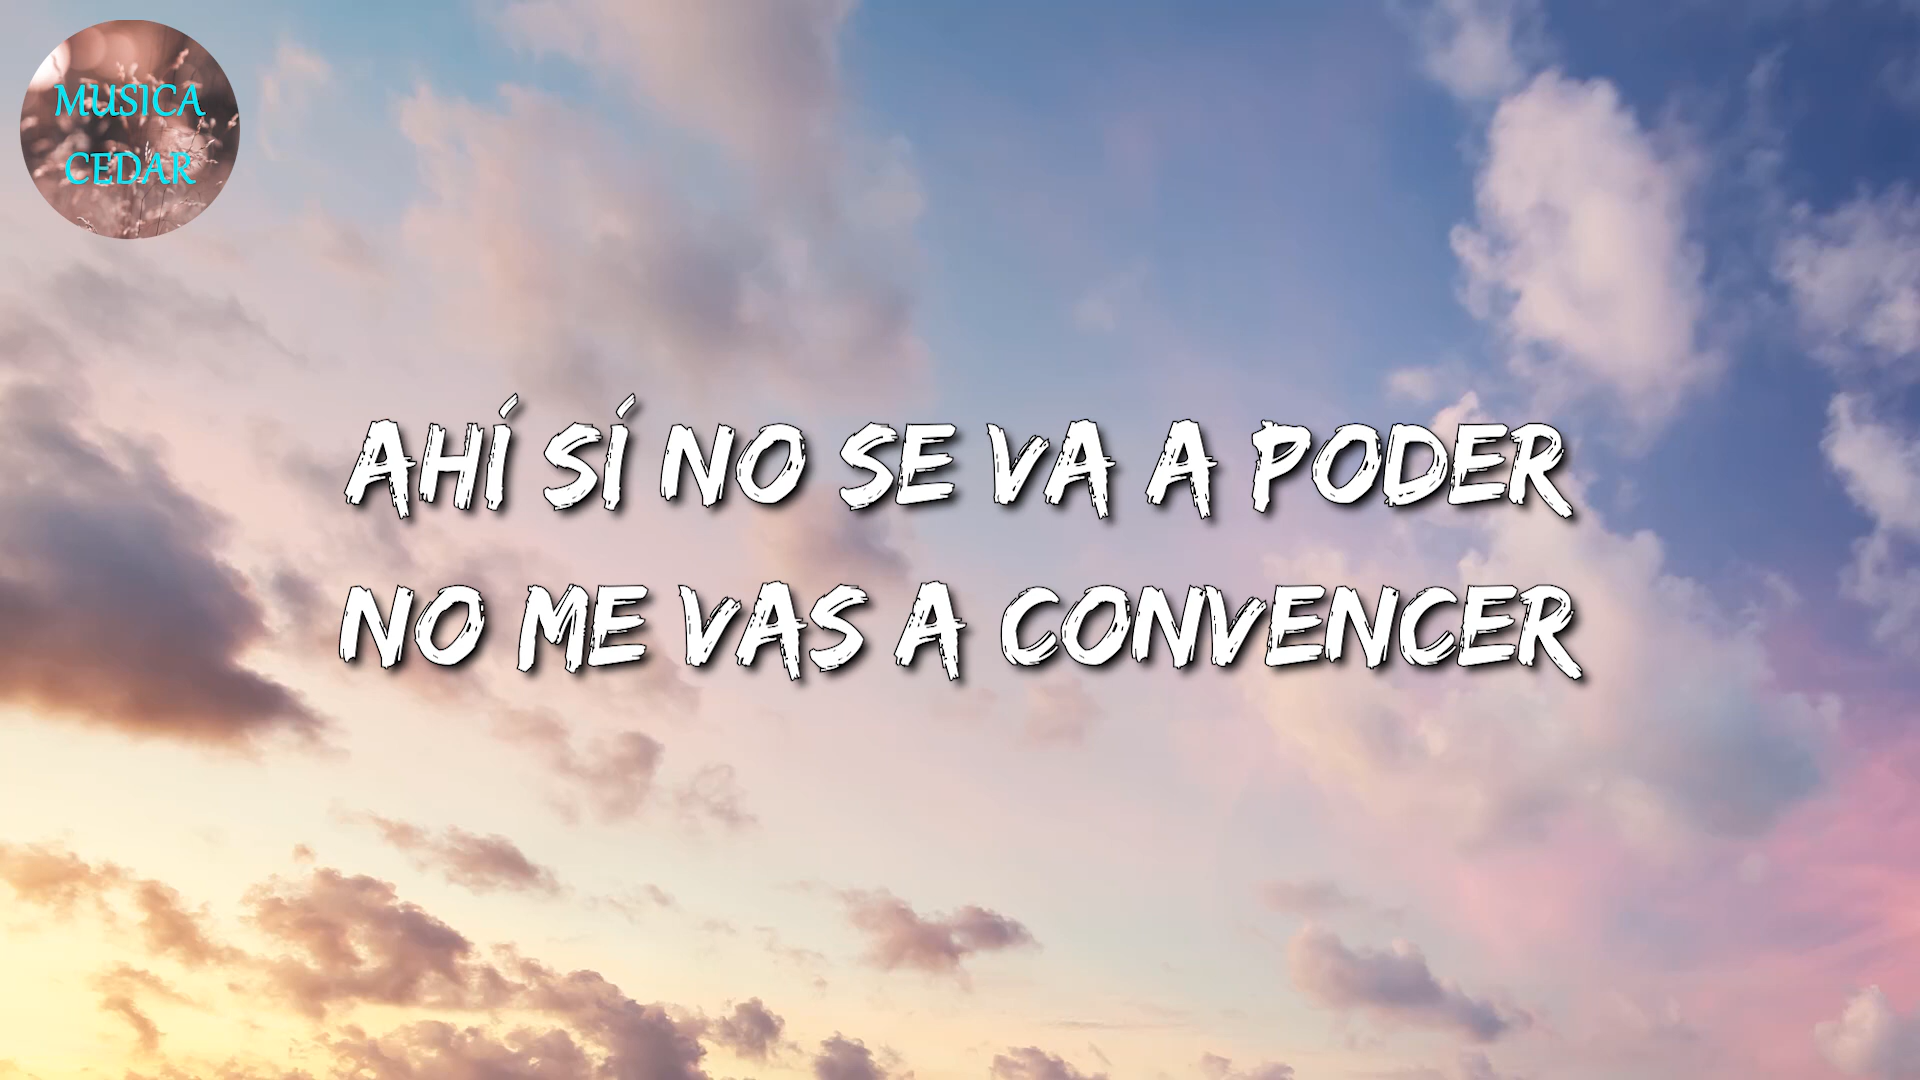 MUSICA
CEDAR
AHÍ SÍ NO SE VA A PODER
NO ME VAS A CONVENCER